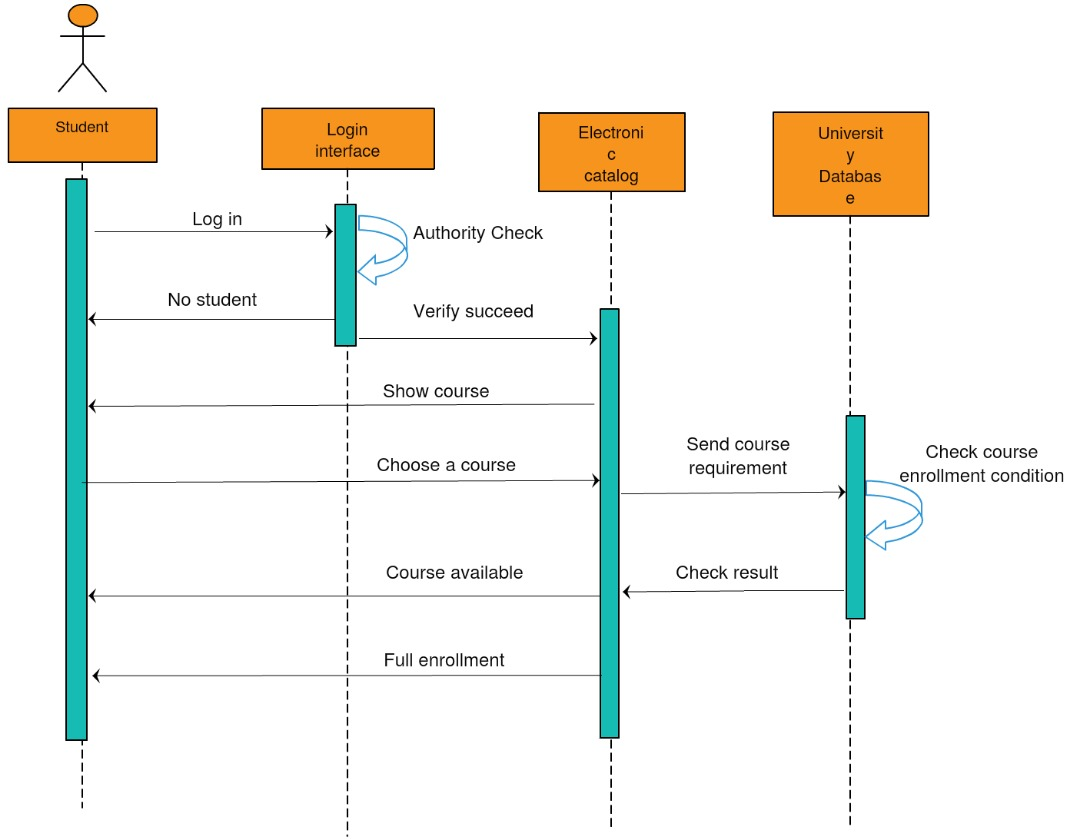 Student
Login
interface
Electroni
c
catalog
Universit
y
Databas
e
Log in
Authority Check
No student
Verify succeed
Show course
Choose a course
Send course
requirement
Check course
enrollment condition
Course available
Check result
Full enrollment